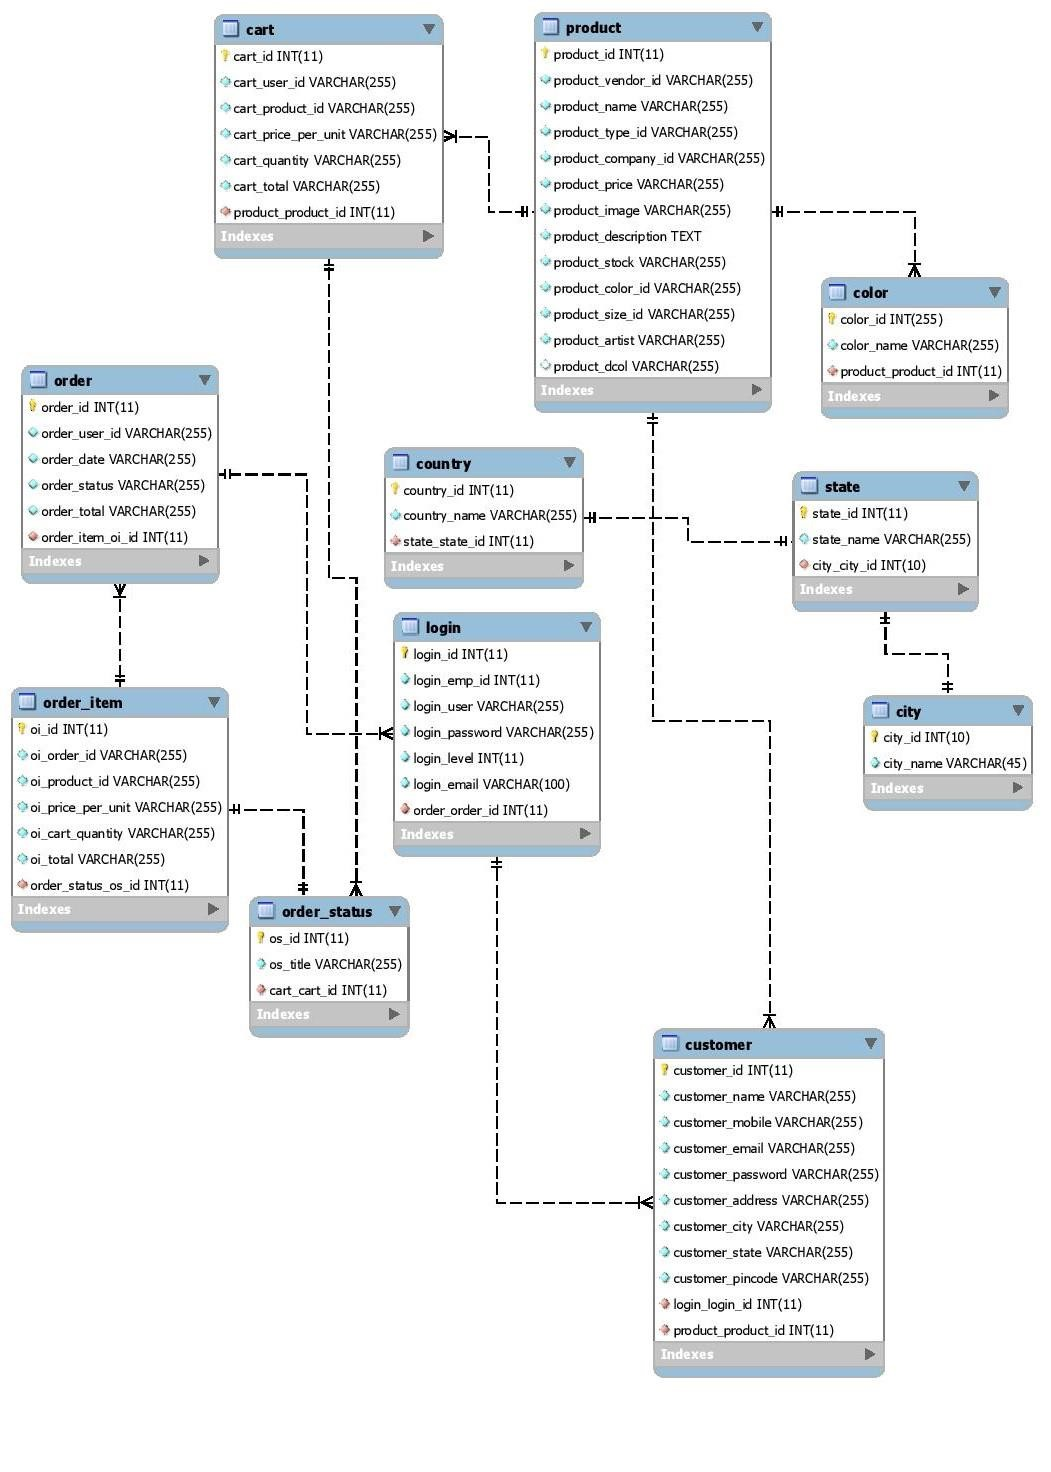 cart
cart_id INT(11)
cart_user_id VARCHAR(255)
cart_product_id VARCHAR(255)
cart_price_per_unit VARCHAR(255)
cart_quantity VARCHAR(255)
cart_total VARCHAR(255)
product_product_id INT(11)
Indexes
product
product_id INT(11)
product_vendor_id VARCHAR(255)
product_name VARCHAR(255)
product_type_id VARCHAR(255)
product_company_id VARCHAR(255)
product_price VARCHAR(255)
product_image VARCHAR(255)
product_description TEXT
product_stock VARCHAR(255)
product_color_id VARCHAR(255)
product_size_id VARCHAR(255)
product_artist VARCHAR(255)
product_dcol VARCHAR(255)
Indexes
color
color_id INT(255)
color_name VARCHAR(255)
product_product_id INT(11)
Indexes
order
order_id INT(11)
order_user_id VARCHAR(255)
order_date VARCHAR(255)
order_status VARCHAR(255)
order_total VARCHAR(255)
order_item_oi_id INT(11)
Indexes
country
country_id INT(11)
country_name VARCHAR(255)
state_state_id INT(11)
Indexes
state
state_id INT(11)
state_name VARCHAR(255)
city_city_id INT(10)
Indexes
login
login_id INT(11)
login_emp_id INT(11)
login_user VARCHAR(255)
login_password VARCHAR(255)
login_level INT(11)
login_email VARCHAR(100)
order_order_id INT(11)
Indexes
city
city_id INT(10)
city_name VARCHAR(45)
Indexes
order_item
oi_id INT(11)
oi_order_id VARCHAR(255)
oi_product_id VARCHAR(255)
oi_price_per_unit VARCHAR(255)
oi_cart_quantity VARCHAR(255)
oi_total VARCHAR(255)
order_status_os_id INT(11)
Indexes
order_status
os_id INT(11)
os_title VARCHAR(255)
cart_cart_id INT(11)
Indexes
customer
customer_id INT(11)
customer_name VARCHAR(255)
customer_mobile VARCHAR(255)
customer_email VARCHAR(255)
customer_password VARCHAR(255)
customer_address VARCHAR(255)
customer_city VARCHAR(255)
customer_state VARCHAR(255)
customer_pincode VARCHAR(255)
login_login_id INT(11)
product_product_id INT(11)
Indexes